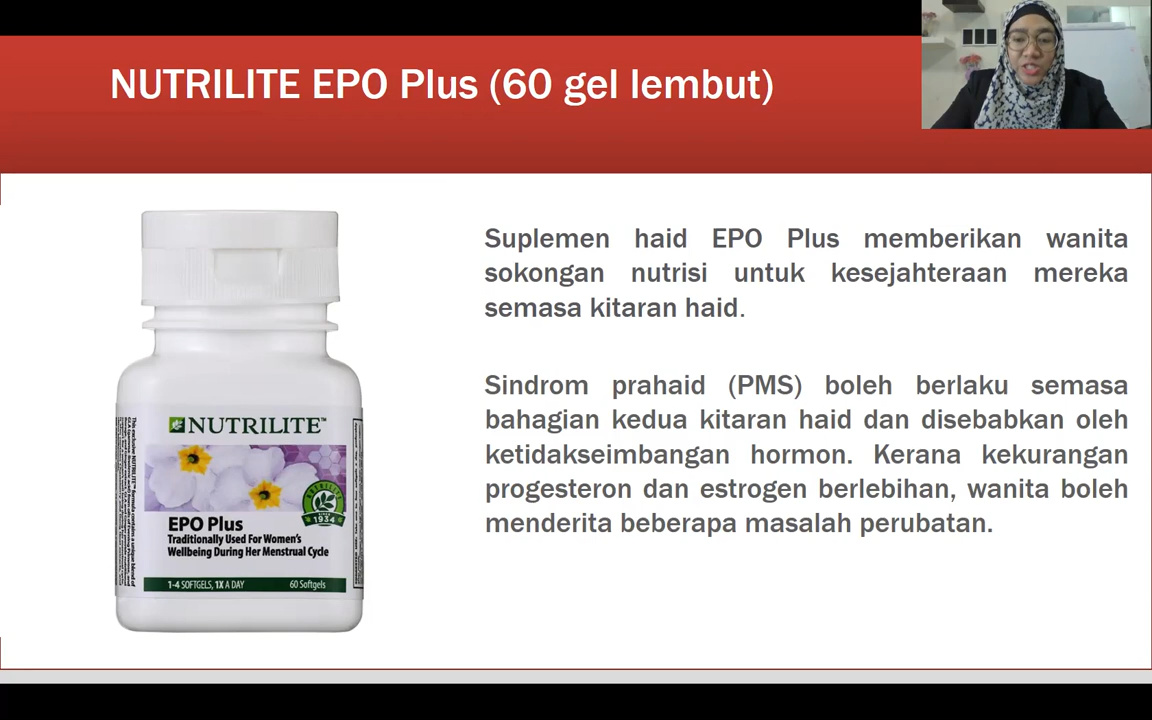 NUTRILITE EPO Plus (60 gel lembut)
Suplemen haid EPO Plus memberikan wanita
sokongan nutrisi untuk kesejahteraan mereka
semasa kitaran haid.
Sindrom prahaid (PMS) boleh berlaku semasa
bahagian kedua kitaran haid dan disebabkan oleh
ketidakseimbangan hormon. Kerana kekurangan
progesteron dan estrogen berlebihan, wanita boleh
menderita beberapa masalah perubatan.
NUTRILITE™
EPO Plus
Traditionally Used For Women's
Wellbeing During Her Menstrual Cycle
NUTRILITE
SINCE
1934
1-4 SOFTGELS, 1X A DAY 60 Softgels